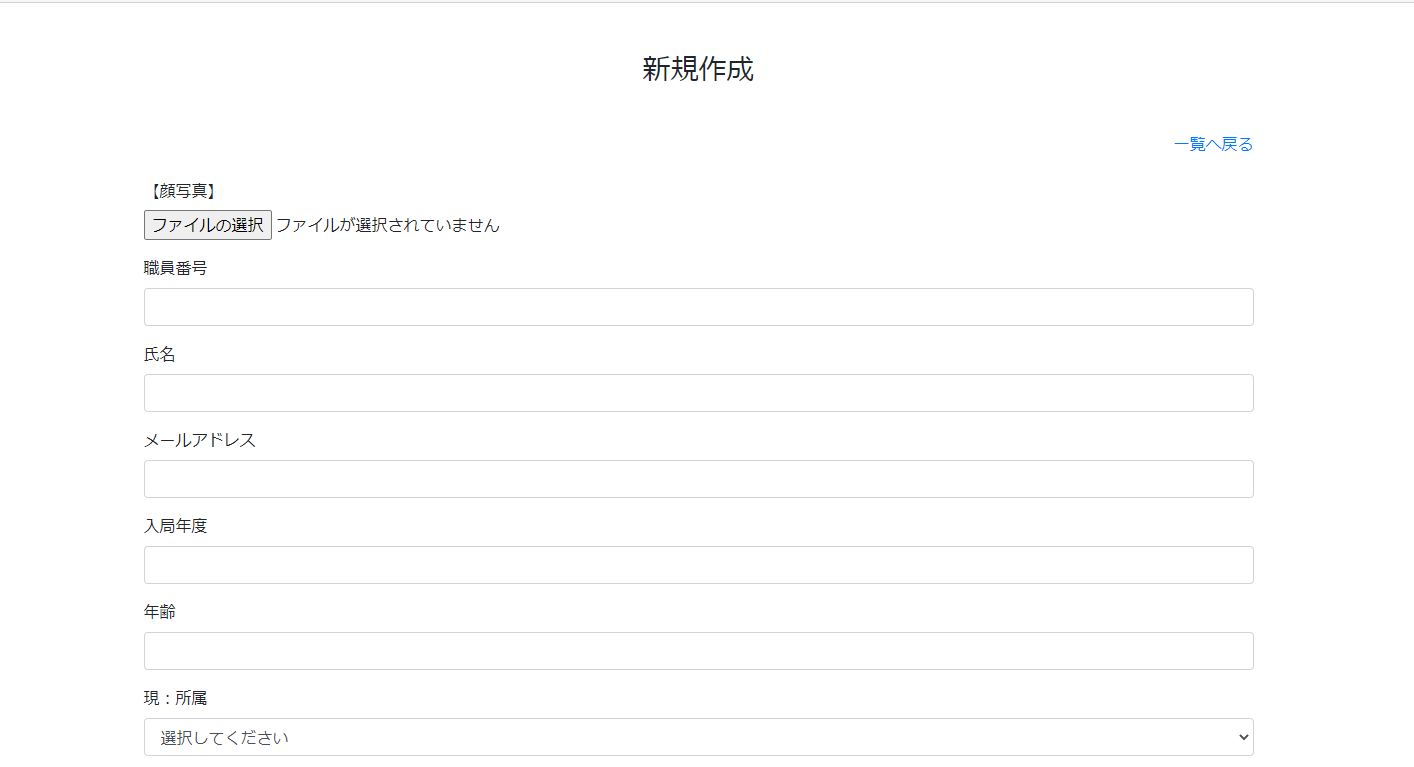 新規作成
一覧へ戻る
【顔写真】
ファイルの選択 ファイルが選択されていません
職員番号
氏名
メールアドレス
入局年度
年齢
現：所属
選択してください